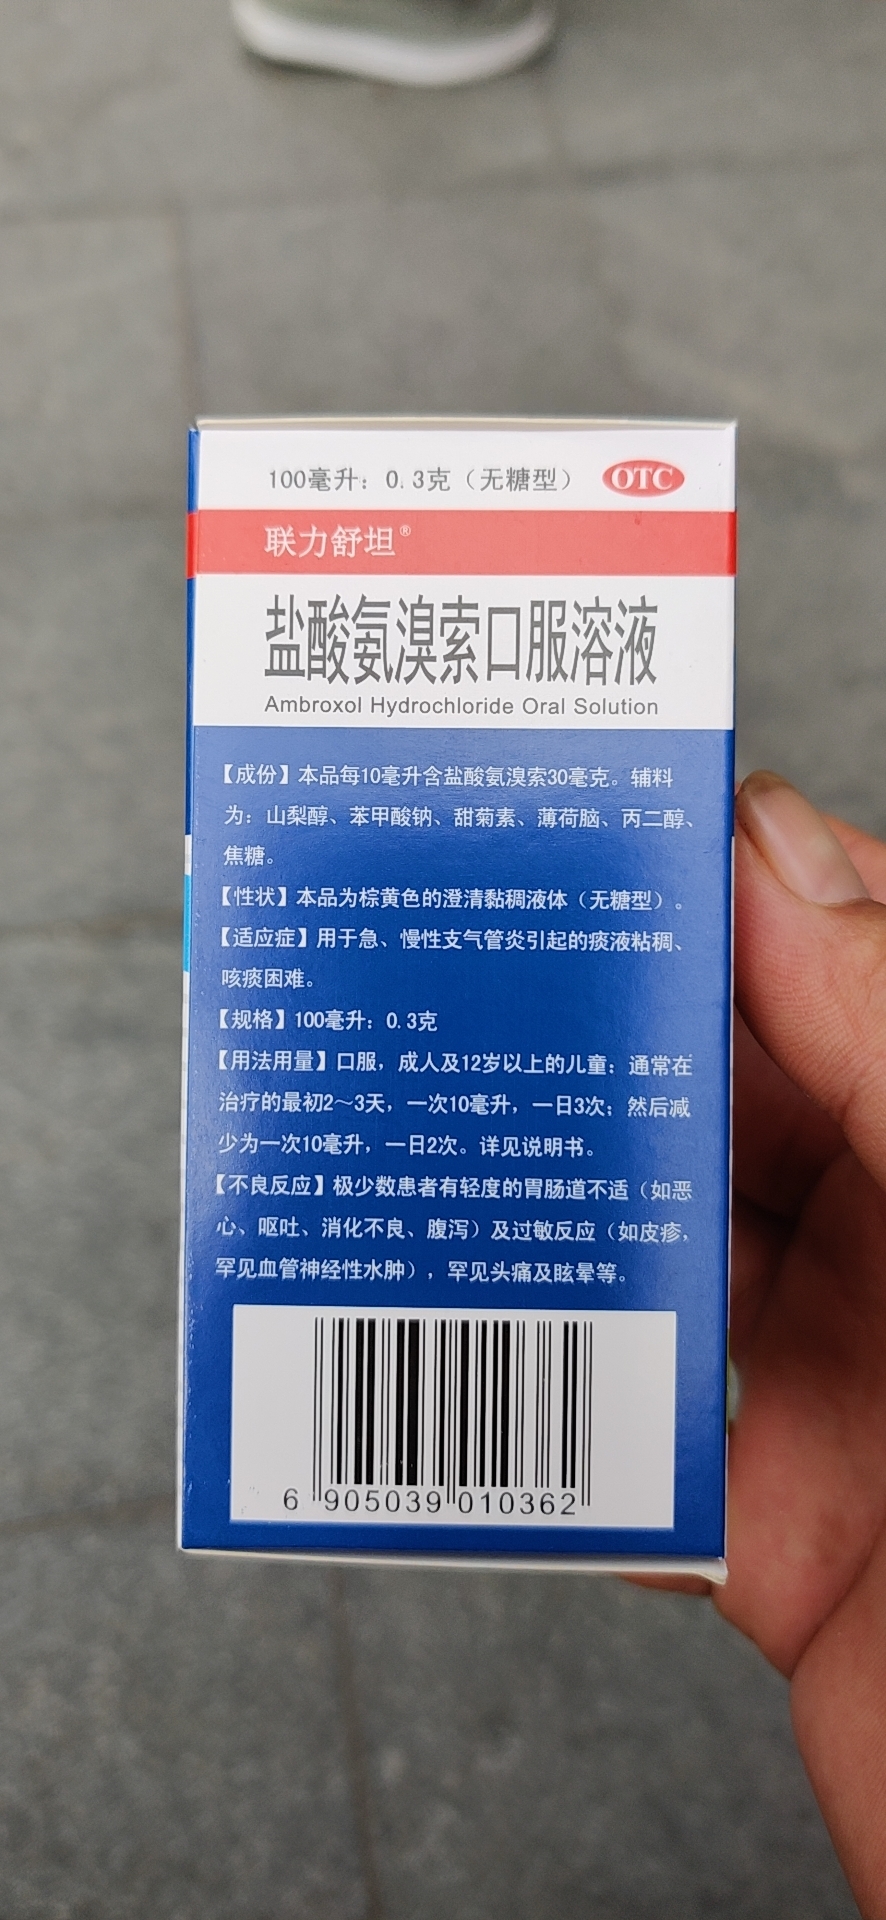 100毫升：0.3克（无糖型） OTC
联力舒坦®
盐酸氨溴索口服溶液
Ambroxol Hydrochloride Oral Solution
【成份】本品每10毫升含盐酸氨溴索30毫克。辅料
为：山梨醇、苯甲酸钠、甜菊素、薄荷脑、丙二醇、
焦糖。
【性状】本品为棕黄色的澄清黏稠液体（无糖型）。
【适应症】用于急、慢性支气管炎引起的痰液粘稠、
咳痰困难。
【规格】100毫升：0.3克
【用法用量】口服，成人及12岁以上的儿童：通常在
治疗的最初2～3天，一次10毫升，一日3次；然后减
少为一次10毫升，一日2次。详见说明书。
【不良反应】极少数患者有轻度的胃肠道不适（如恶
心、呕吐、消化不良、腹泻）及过敏反应（如皮疹，
罕见血管神经性水肿），罕见头痛及眩晕等。
6 905039 010362